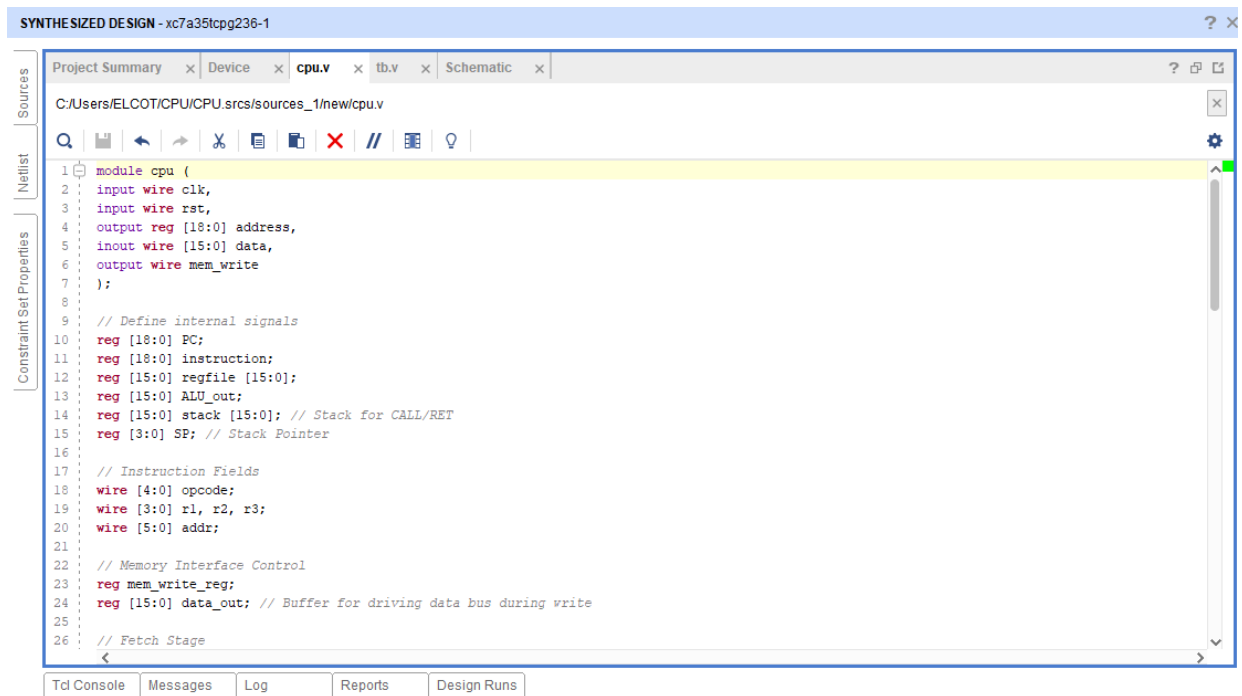 SYNTHESIZED DESIGN - xc7a35tcpg236-1
Sources
Netlist
Constraint Set Properties
Project Summary Device cpu.v tb.v Schematic
C:/Users/ELCOT/CPU/CPU.srcs/sources_1/new/cpu.v
1 module cpu (
2 input wire clk,
3 input wire rst,
4 output reg [18:0] address,
5 inout wire [15:0] data,
6 output wire mem_write
7 );
8
9 // Define internal signals
10 reg [18:0] PC;
11 reg [18:0] instruction;
12 reg [15:0] regfile [15:0];
13 reg [15:0] ALU_out;
14 reg [15:0] stack [15:0]; // Stack for CALL/RET
15 reg [3:0] SP; // Stack Pointer
16
17 // Instruction Fields
18 wire [4:0] opcode;
19 wire [3:0] r1, r2, r3;
20 wire [5:0] addr;
21
22 // Memory Interface Control
23 reg mem_write_reg;
24 reg [15:0] data_out; // Buffer for driving data bus during write
25
26 // Fetch Stage
Tcl Console Messages Log Reports Design Runs